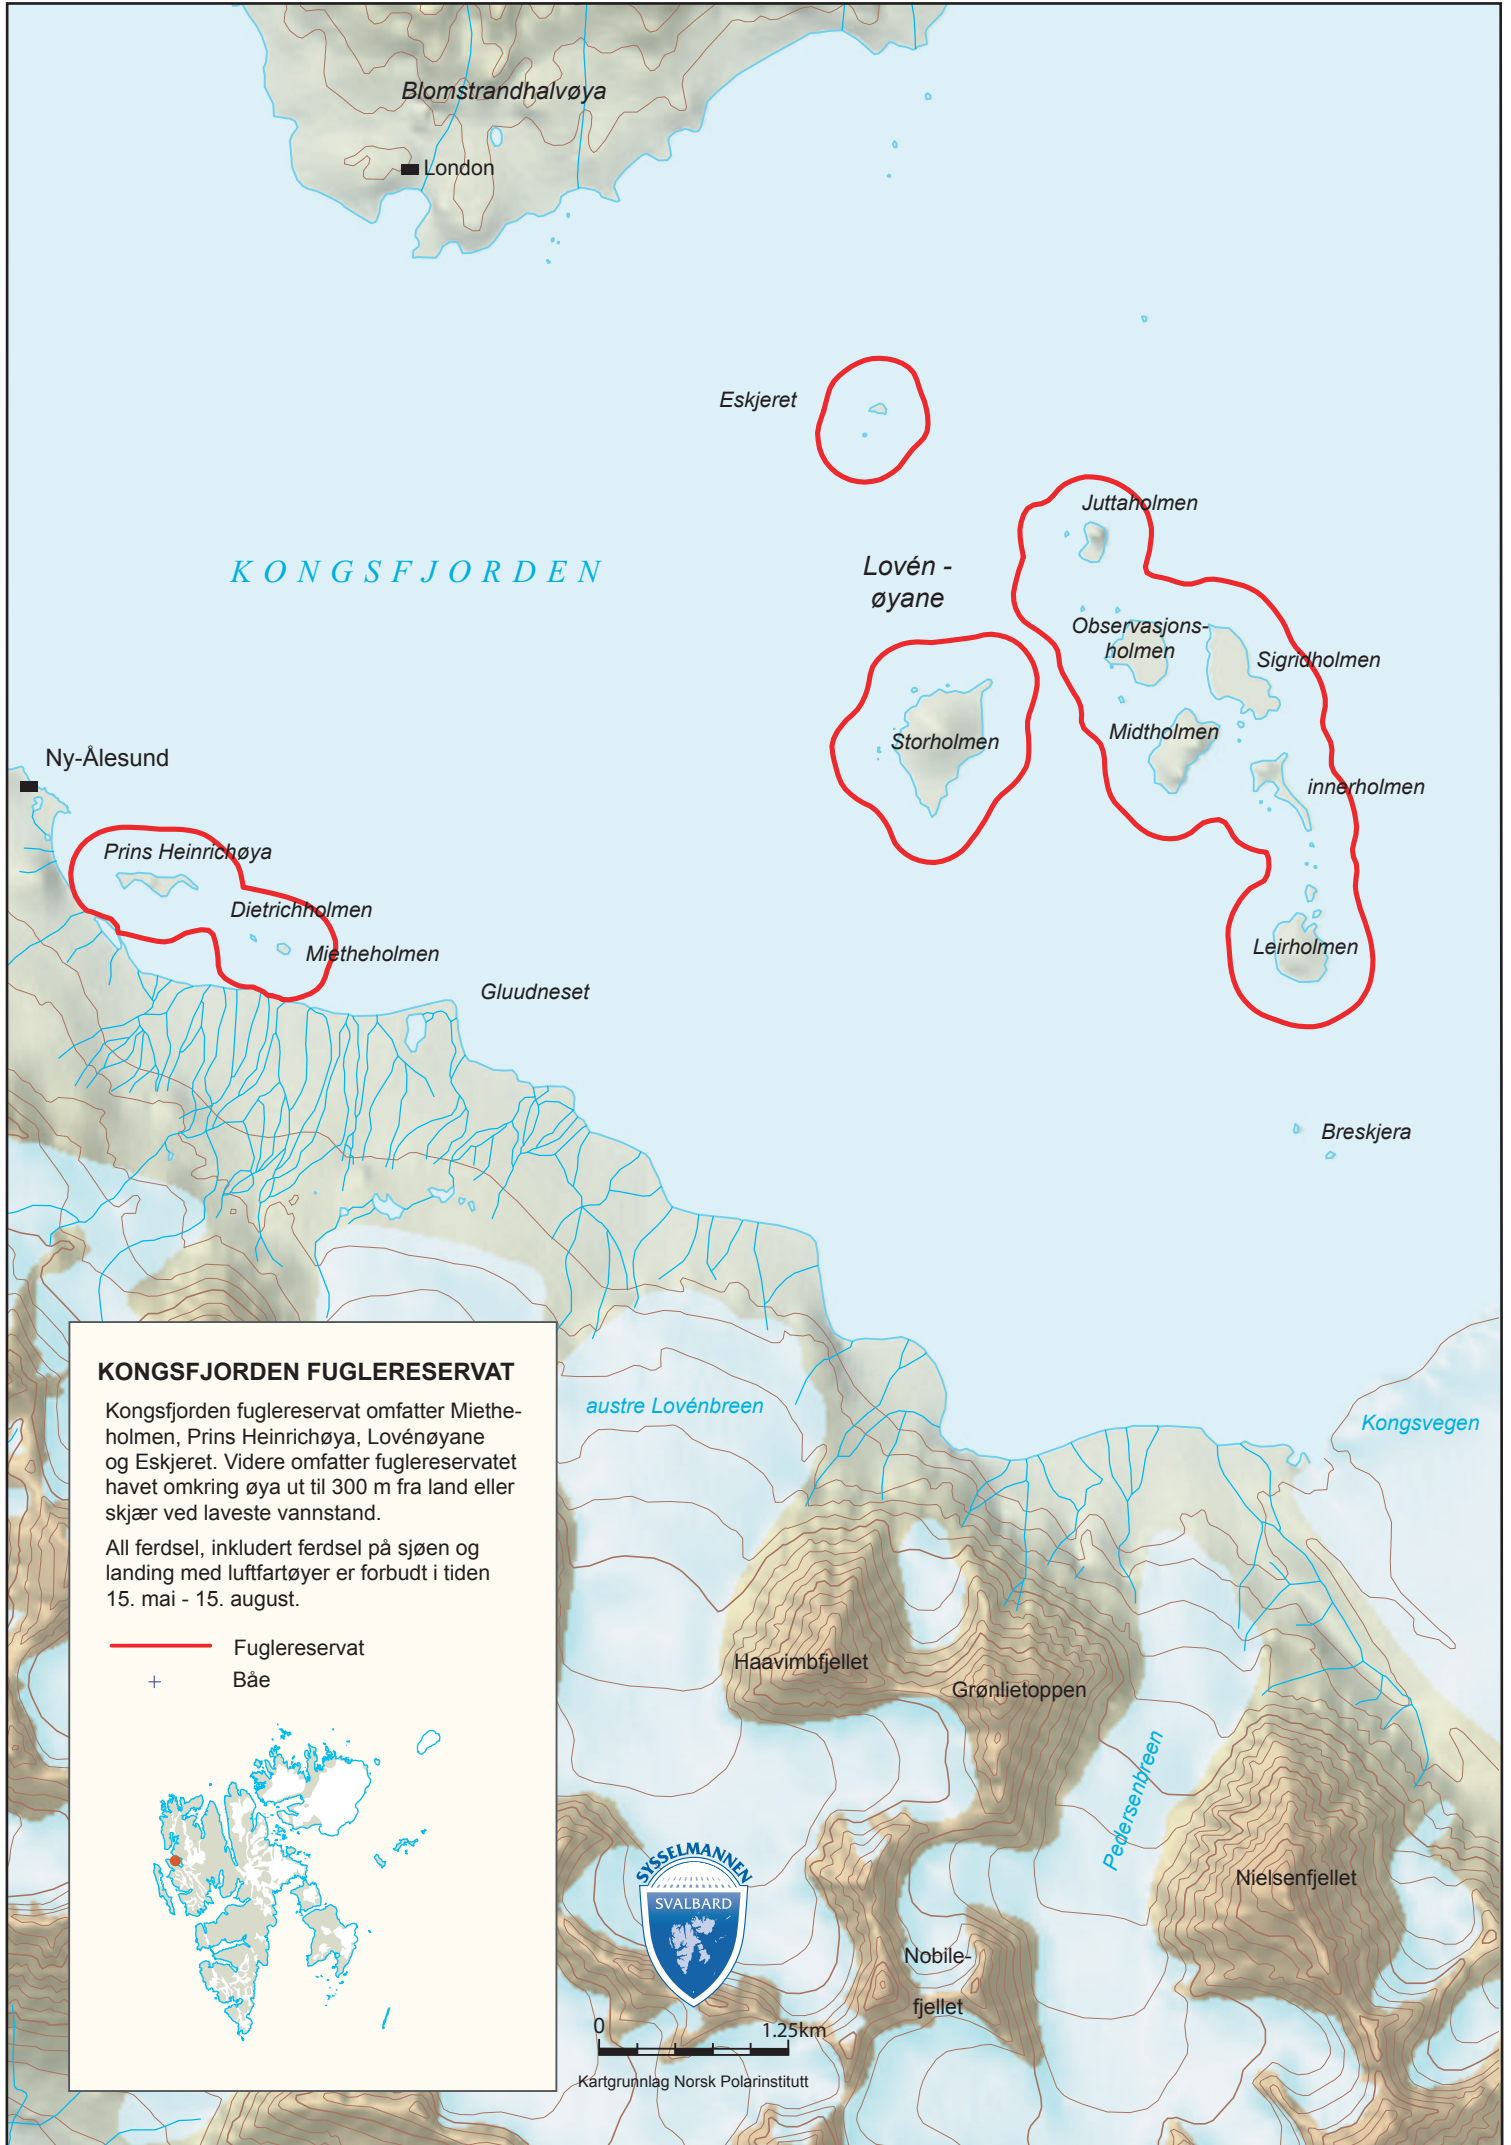 Blomstrandhalvøya
London
Eskjeret
Juttaholmen
KONGSFJORDEN
Lovén -
øyane
Observasjons-
holmen
Sigridholmen
Storholmen
Midtholmen
innerholmen
Ny-Ålesund
Prins Heinrichøya
Dietrichholmen
Mietheholmen
Leirholmen
Gluudneset
Breskjera
KONGSFJORDEN FUGLERESERVAT
Kongsfjorden fuglereservat omfatter Miethe-
holmen, Prins Heinrichøya, Lovénøyane
og Eskjeret. Videre omfatter fuglereservatet
havet omkring øya ut til 300 m fra land eller
skjær ved laveste vannstand.
All ferdsel, inkludert ferdsel på sjøen og
landing med luftfartøyer er forbudt i tiden
15. mai - 15. august.
Fuglereservat
Båe
austre Lovénbreen
Kongsvegen
Haavimbfjellet
Grønlietoppen
Pedersenbreen
Nielsenfjellet
Nobile-
fjellet
SYSSELMANNEN
SVALBARD
0 1.25km
Kartgrunnlag Norsk Polarinstitutt